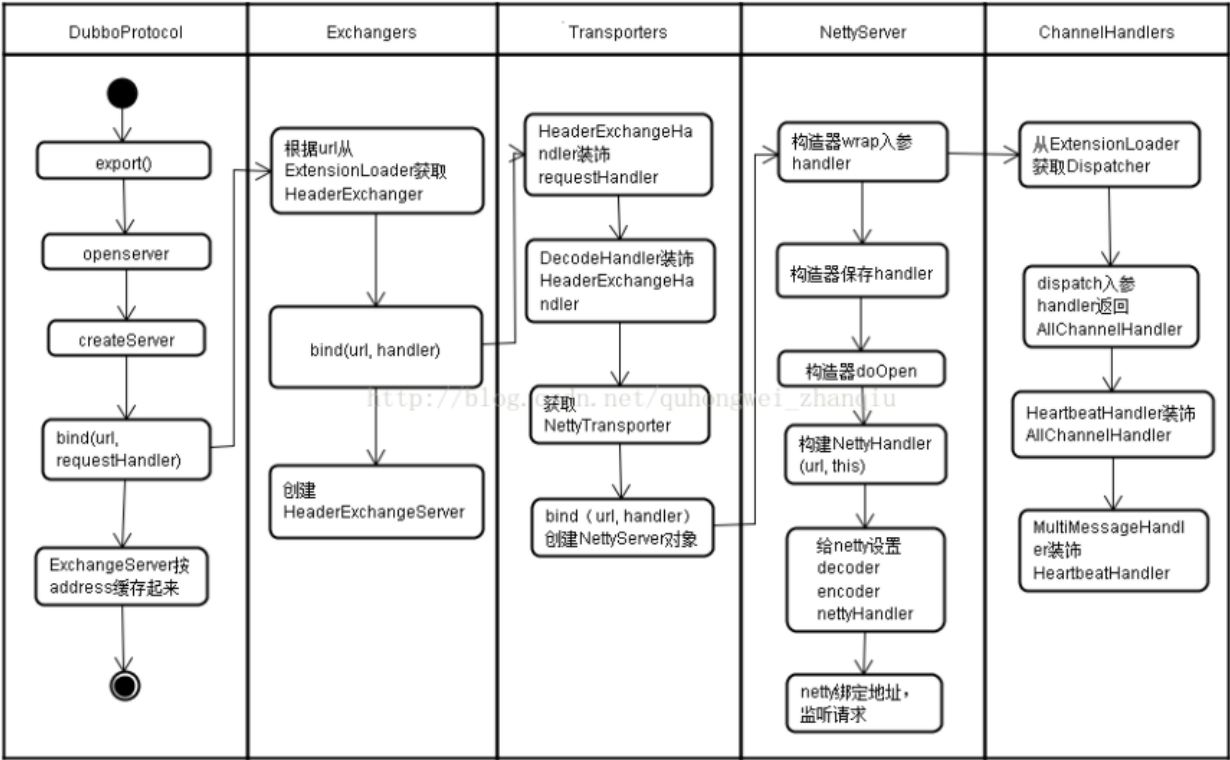 DubboProtocol
Exchangers
Transporters
NettyServer
ChannelHandlers
export()
openserver
createServer
bind(url,
requestHandler)
ExchangeServer按
address缓存起来
根据url从
ExtensionLoader获取
HeaderExchanger
bind(url, handler)
创建
HeaderExchangeServer
HeaderExchangeHa
ndler装饰
requestHandler
DecodeHandler装饰
HeaderExchangeHa
ndler
获取
NettyTransporter
bind（url, handler）
创建NettyServer对象
构造器wrap入参
handler
构造器保存handler
构造器doOpen
构建NettyHandler
(url, this)
给netty设置
decoder
encoder
nettyHandler
netty绑定地址，
监听请求
从ExtensionLoader
获取Dispatcher
dispatch入参
handler返回
AllChannelHandler
HeartbeatHandler装饰
AllChannelHandler
MultiMessageHandl
er装饰
HeartbeatHandler
http://blog.csdn.net/quhongwei_zhanqiu